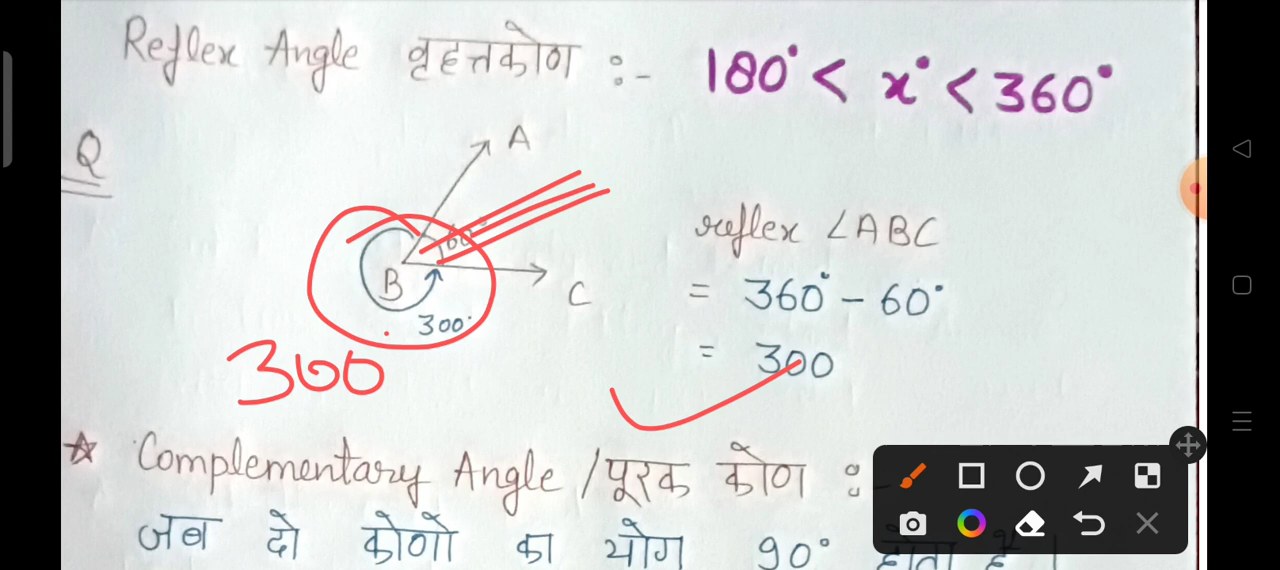 Reflex Angle वृहत्तकोण :- 180° < x° < 360°
Q
A
60°
B
C
300°
300
reflex ∠ABC
= 360° - 60°
= 300
☆ Complementary Angle / पूरक कोण :-
जब दो कोणो का योग 90° होता है।